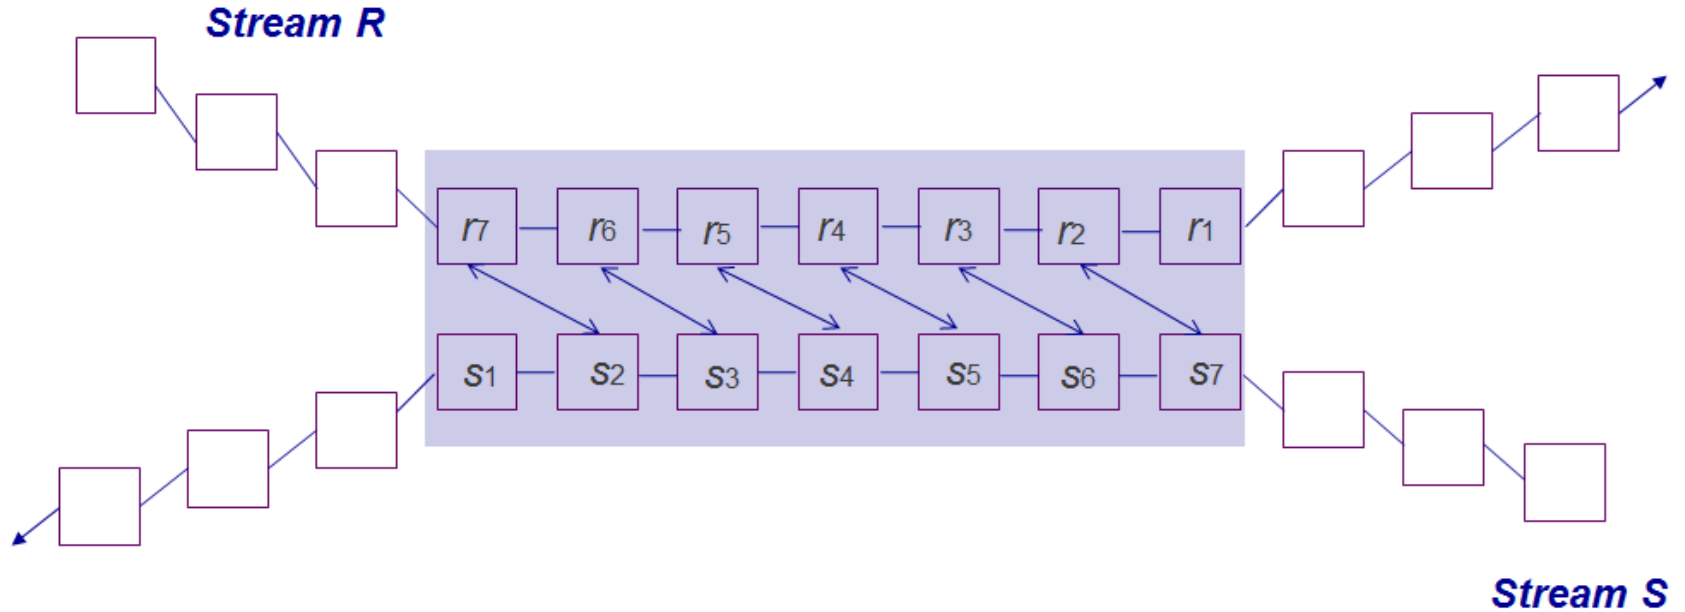 Stream R
r7 r6 r5 r4 r3 r2 r1
s1 s2 s3 s4 s5 s6 s7
Stream S